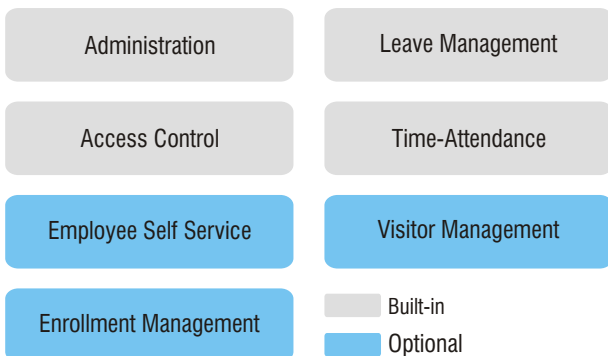 Administration
Leave Management
Access Control
Time-Attendance
Employee Self Service
Visitor Management
Enrollment Management
Built-in
Optional